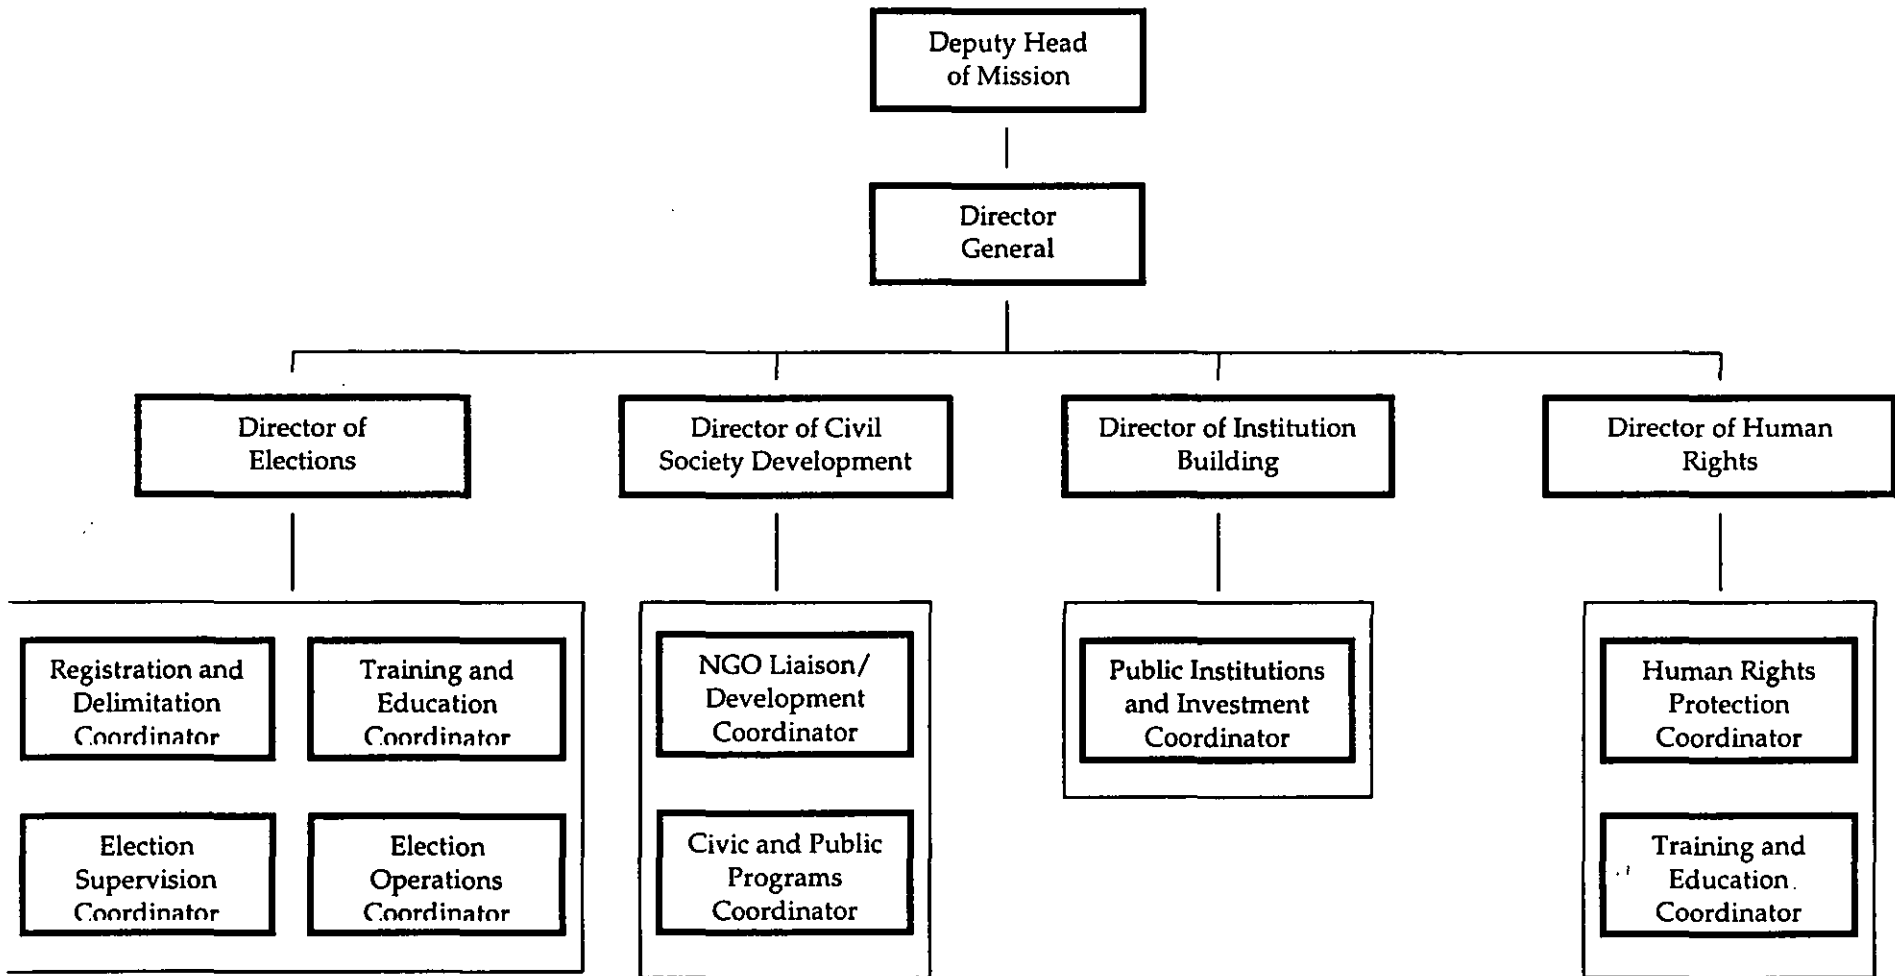 Deputy Head
of Mission
Director
General
Director of
Elections
Director of Civil
Society Development
Director of Institution
Building
Director of Human
Rights
Registration and
Delimitation
Coordinator
Training and
Education
Coordinator
Election
Supervision
Coordinator
Election
Operations
Coordinator
NGO Liaison/
Development
Coordinator
Civic and Public
Programs
Coordinator
Public Institutions
and Investment
Coordinator
Human Rights
Protection
Coordinator
Training and
Education
Coordinator